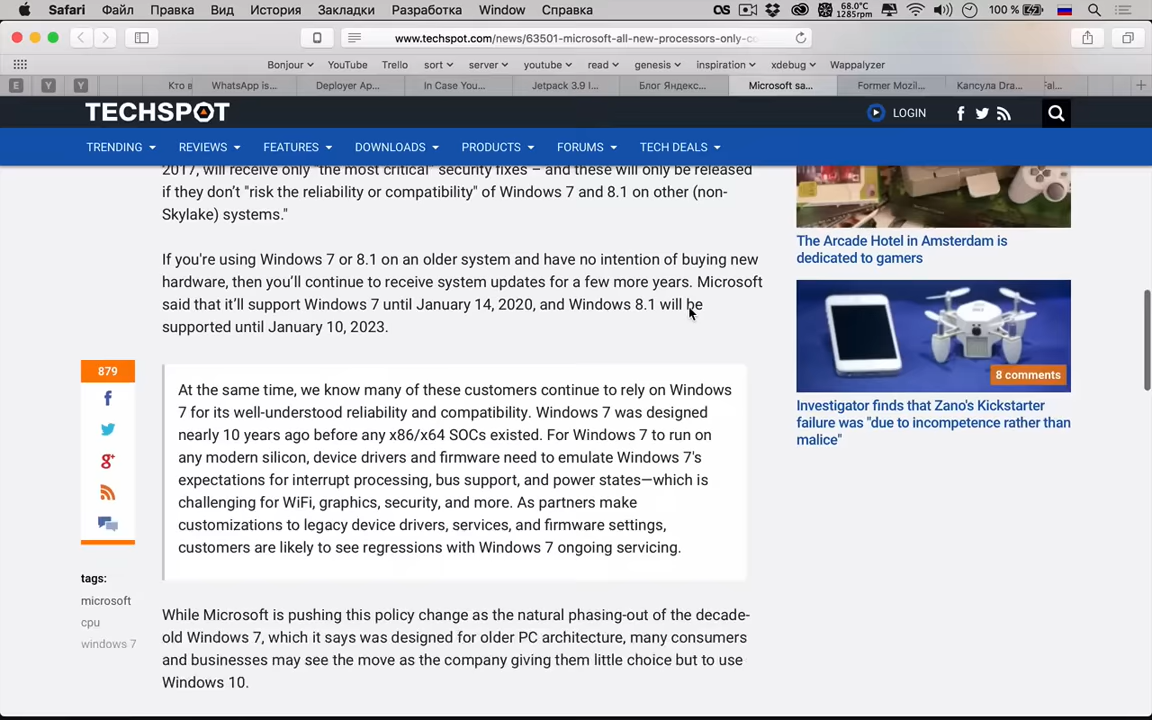 Safari Файл Правка Вид История Закладки Разработка Window Справка 68.0°C 1285rpm 100 %
www.techspot.com/news/63501-microsoft-all-new-processors-only-c
Bonjour YouTube Trello sort server youtube read genesis inspiration xdebug Wappalyzer
E Y Y Кто в WhatsApp is... Deployer Ap... In Case You... Jetpack 3.9 I... Блог Яндекс... Microsoft sa... Former Mozil... Капсула Dra... Fal...
TECHSPOT LOGIN
TRENDING REVIEWS FEATURES DOWNLOADS PRODUCTS FORUMS TECH DEALS
2017, will receive only "the most critical" security fixes – and these will only be released
if they don't "risk the reliability or compatibility" of Windows 7 and 8.1 on other (non-
Skylake) systems."
If you're using Windows 7 or 8.1 on an older system and have no intention of buying new
hardware, then you'll continue to receive system updates for a few more years. Microsoft
said that it'll support Windows 7 until January 14, 2020, and Windows 8.1 will be
supported until January 10, 2023.
879
At the same time, we know many of these customers continue to rely on Windows
7 for its well-understood reliability and compatibility. Windows 7 was designed
nearly 10 years ago before any x86/x64 SOCs existed. For Windows 7 to run on
any modern silicon, device drivers and firmware need to emulate Windows 7's
expectations for interrupt processing, bus support, and power states—which is
challenging for WiFi, graphics, security, and more. As partners make
customizations to legacy device drivers, services, and firmware settings,
customers are likely to see regressions with Windows 7 ongoing servicing.
tags:
microsoft
cpu
windows 7
While Microsoft is pushing this policy change as the natural phasing-out of the decade-
old Windows 7, which it says was designed for older PC architecture, many consumers
and businesses may see the move as the company giving them little choice but to use
Windows 10.
The Arcade Hotel in Amsterdam is
dedicated to gamers
8 comments
Investigator finds that Zano's Kickstarter
failure was "due to incompetence rather than
malice"